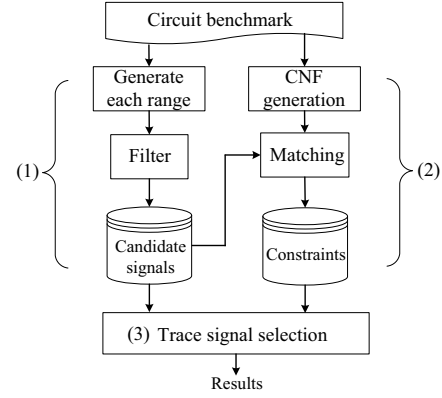 Circuit benchmark
Generate
each range
CNF
generation
(1)
Filter
Matching
(2)
Candidate
signals
Constraints
(3) Trace signal selection
Results